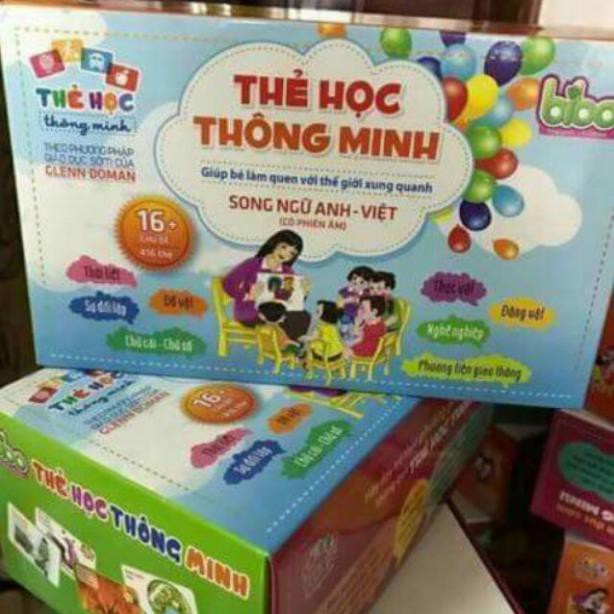 THẺ HỌC
thông minh
THEO PHƯƠNG PHÁP
GIÁO DỤC SỚM CỦA
GLENN DOMAN
THẺ HỌC
THÔNG MINH
Giúp bé làm quen với thế giới xung quanh
SONG NGỮ ANH - VIỆT
(CÓ PHIÊN ÂM)
bibo
16+
416 thẻ
Thời tiết
Sự đối lập
Đồ vật
Chữ cái - Chữ số
Thực vật
Động vật
Nghề nghiệp
Phương tiện giao thông
THẺ HỌC
thông minh
GLENN DOMAN
16+
Sự đối lập
Chữ cái - Chữ số
THẺ HỌC THÔNG MINH